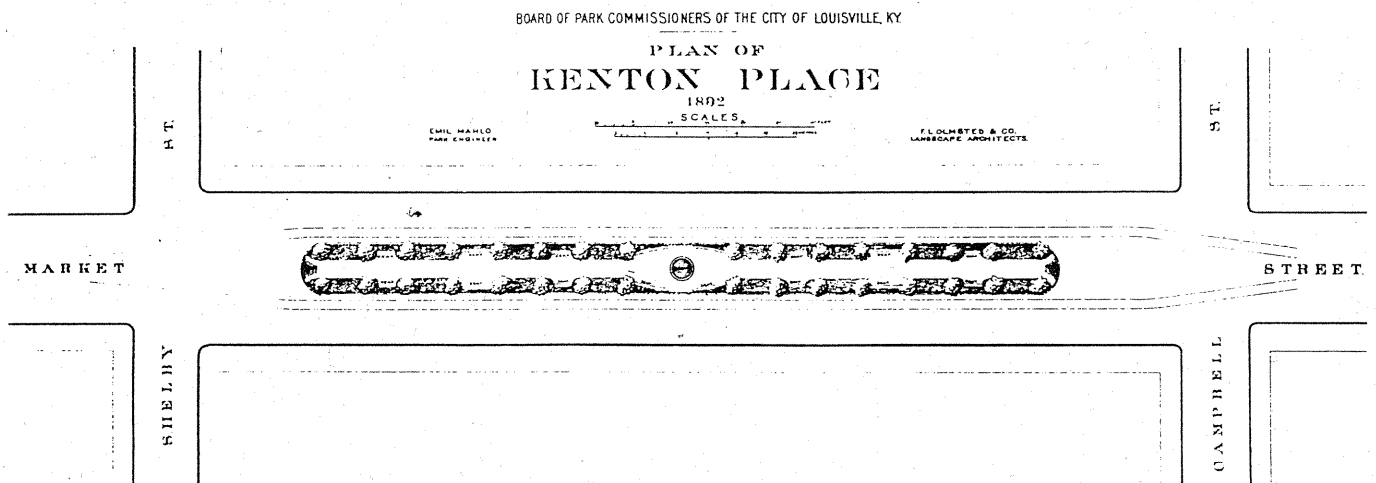 BOARD OF PARK COMMISSIONERS OF THE CITY OF LOUISVILLE, KY.
PLAN OF
KENTON PLACE
1892
SCALES
EMIL MAHLO
PARK ENGINEER
F. L. OLMSTED & CO.
LANDSCAPE ARCHITECTS.
ST.
ST.
MARKET
STREET
SHELBY
CAMPBELL